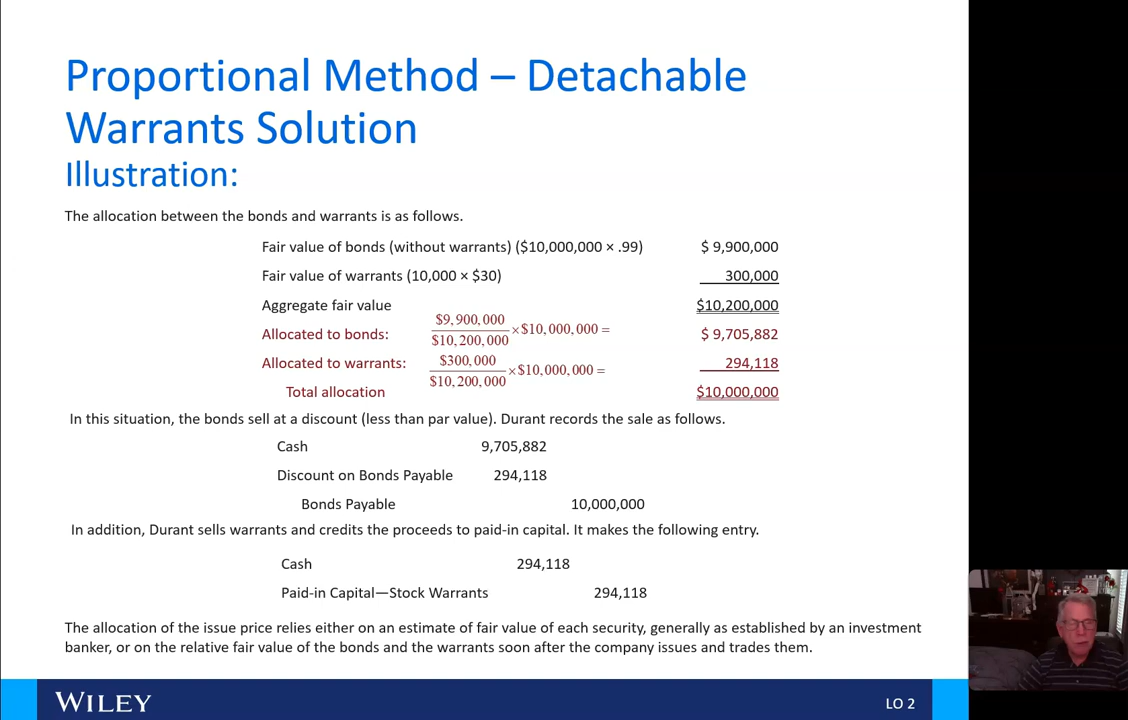 Proportional Method – Detachable
Warrants Solution
Illustration:
The allocation between the bonds and warrants is as follows.
Fair value of bonds (without warrants) ($10,000,000 × .99) $ 9,900,000
Fair value of warrants (10,000 × $30) 300,000
Aggregate fair value $10,200,000
Allocated to bonds: $9,900,000 / $10,200,000 × $10,000,000 = $ 9,705,882
Allocated to warrants: $300,000 / $10,200,000 × $10,000,000 = 294,118
Total allocation $10,000,000
In this situation, the bonds sell at a discount (less than par value). Durant records the sale as follows.
Cash 9,705,882
Discount on Bonds Payable 294,118
Bonds Payable 10,000,000
In addition, Durant sells warrants and credits the proceeds to paid-in capital. It makes the following entry.
Cash 294,118
Paid-in Capital—Stock Warrants 294,118
The allocation of the issue price relies either on an estimate of fair value of each security, generally as established by an investment
banker, or on the relative fair value of the bonds and the warrants soon after the company issues and trades them.
WILEY LO 2